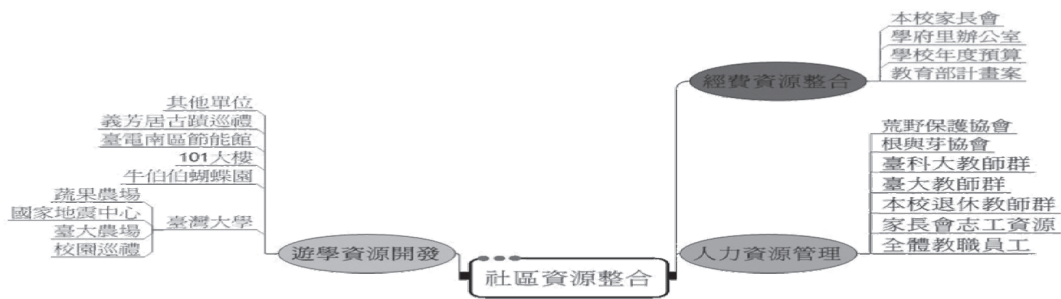 本校家長會
學府里辦公室
學校年度預算
教育部計畫案
經費資源整合
其他單位
義芳居古蹟巡禮
臺電南區節能館
101大樓
牛伯伯蝴蝶園
蔬果農場
國家地震中心
臺大農場
校園巡禮
臺灣大學
遊學資源開發
荒野保護協會
根與芽協會
臺科大教師群
臺大教師群
本校退休教師群
家長會志工資源
全體教職員工
人力資源管理
社區資源整合